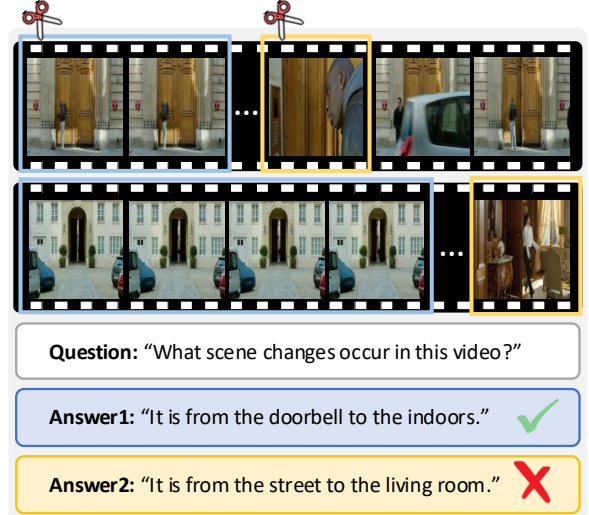 ...
...
Question: “What scene changes occur in this video?”
Answer1: “It is from the doorbell to the indoors.”
Answer2: “It is from the street to the living room.”